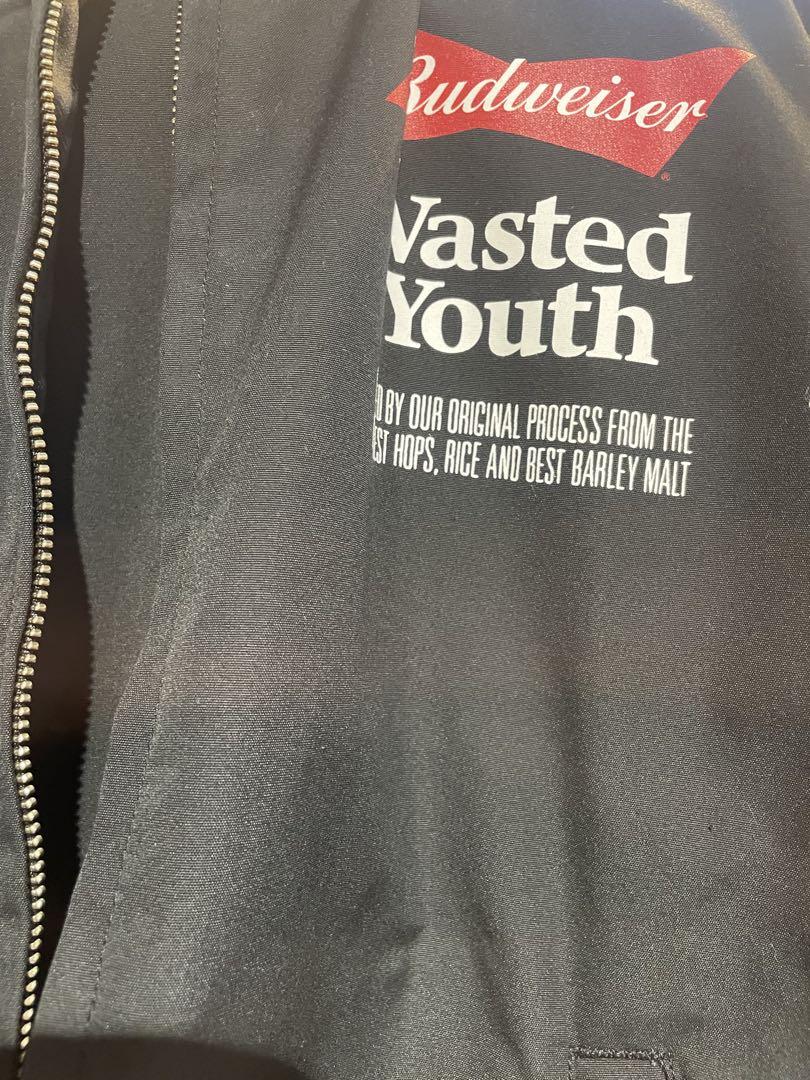 Budweiser
®
Wasted
Youth
BY OUR ORIGINAL PROCESS FROM THE
HOPS, RICE AND BEST BARLEY MALT